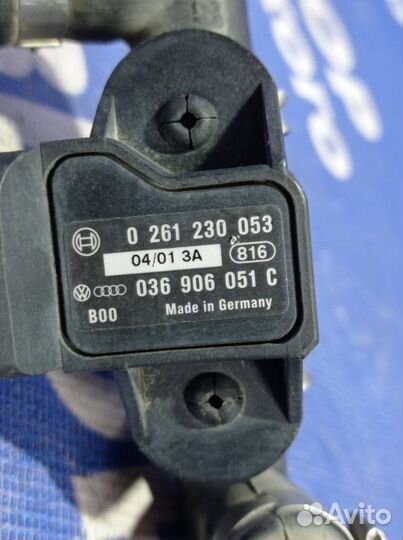 0 261 230 053
04/01 3A 816
036 906 051 C
B00 Made in Germany
Avito